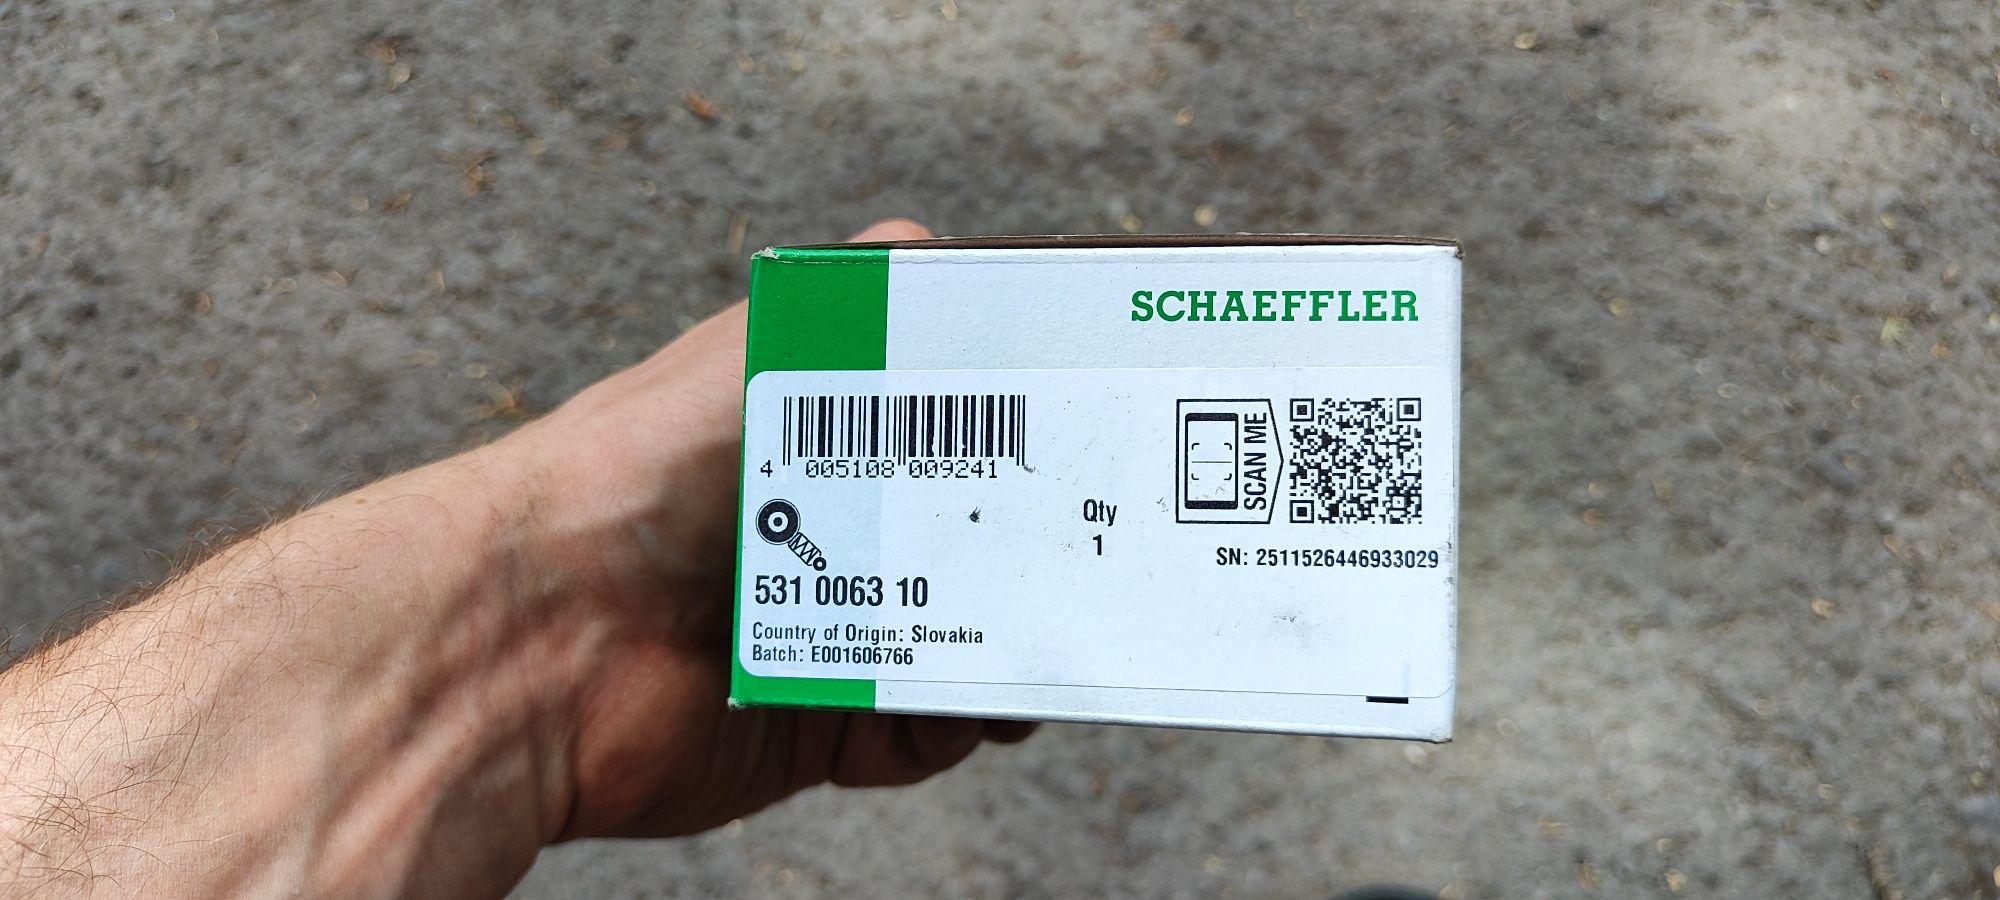 SCHAEFFLER
4 005108 009241
SCAN ME
Qty
1
SN: 2511526446933029
531 0063 10
Country of Origin: Slovakia
Batch: E001606766